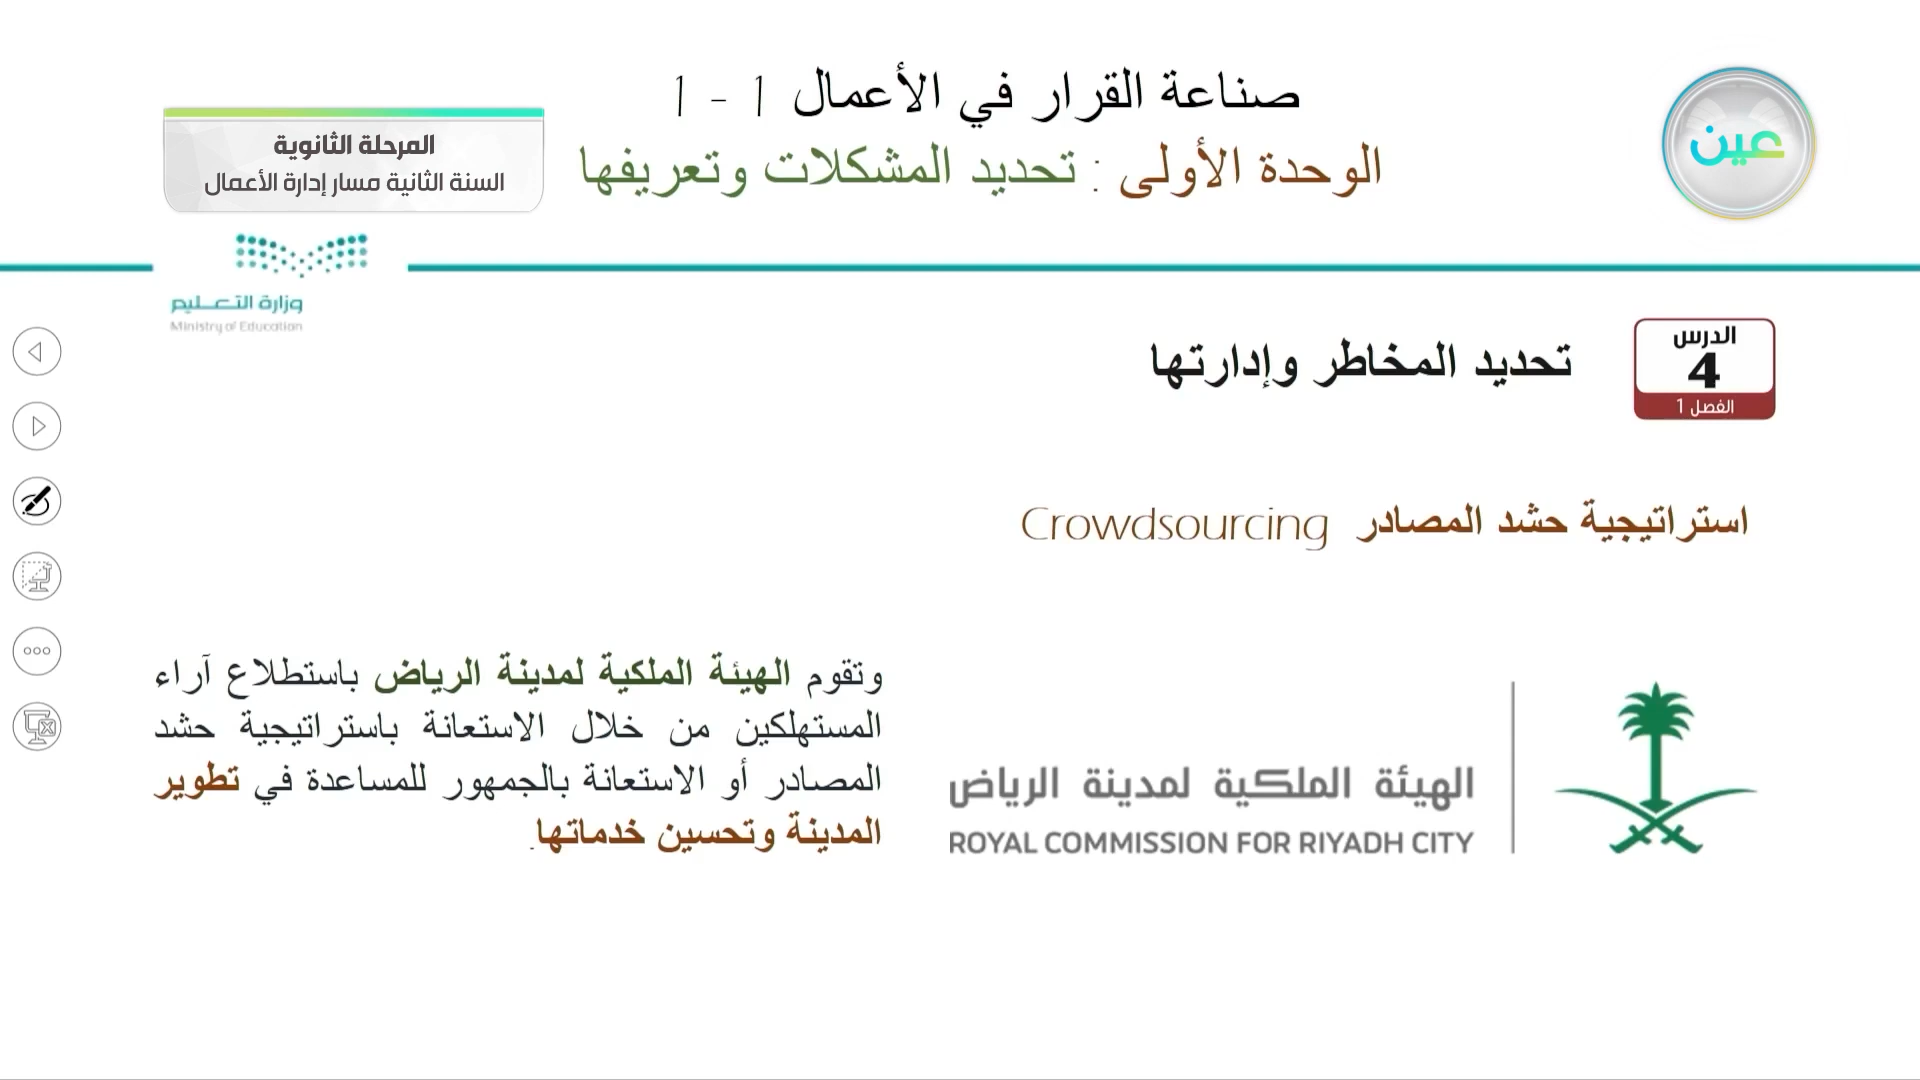 صناعة القرار في الأعمال 1 - 1
الوحدة الأولى : تحديد المشكلات وتعريفها
عين
المرحلة الثانوية
السنة الثانية مسار إدارة الأعمال
وزارة التعليم
Ministry of Education
الدرس
4
الفصل 1
تحديد المخاطر وإدارتها
استراتيجية حشد المصادر Crowdsourcing
الهيئة الملكية لمدينة الرياض
ROYAL COMMISSION FOR RIYADH CITY
وتقوم الهيئة الملكية لمدينة الرياض باستطلاع آراء
المستهلكين من خلال الاستعانة باستراتيجية حشد
المصادر أو الاستعانة بالجمهور للمساعدة في تطوير
المدينة وتحسين خدماتها.